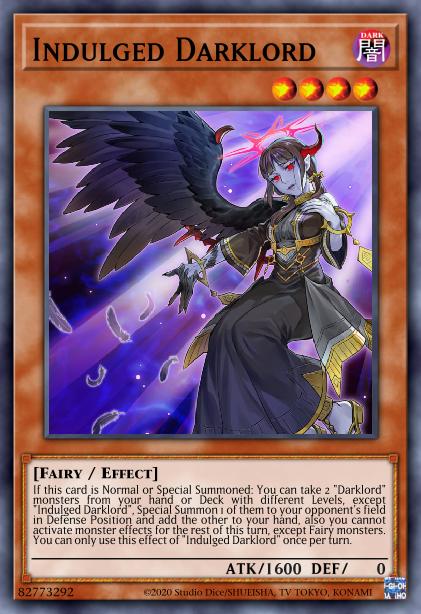 Indulged Darklord
DARK
闇
[Fairy / Effect]
If this card is Normal or Special Summoned: You can take 2 "Darklord"
monsters from your hand or Deck with different Levels, except
"Indulged Darklord", Special Summon 1 of them to your opponent's field
in Defense Position and add the other to your hand, also you cannot
activate monster effects for the rest of this turn, except Fairy monsters.
You can only use this effect of "Indulged Darklord" once per turn.
ATK/1600 DEF/ 0
82773292
©2020 Studio Dice/SHUEISHA, TV TOKYO, KONAMI